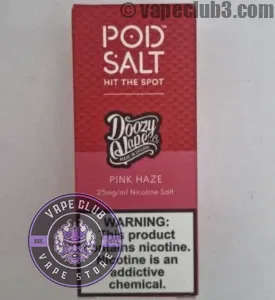 © vapeclub3.com
POD
SALT
HIT THE SPOT
Doozy
Vape
PINK HAZE
25mg/ml Nicotine Salt
WARNING:
This product
contains nicotine.
Nicotine is an
addictive
chemical.
VAPE CLUB
EST.
VAPE STORE